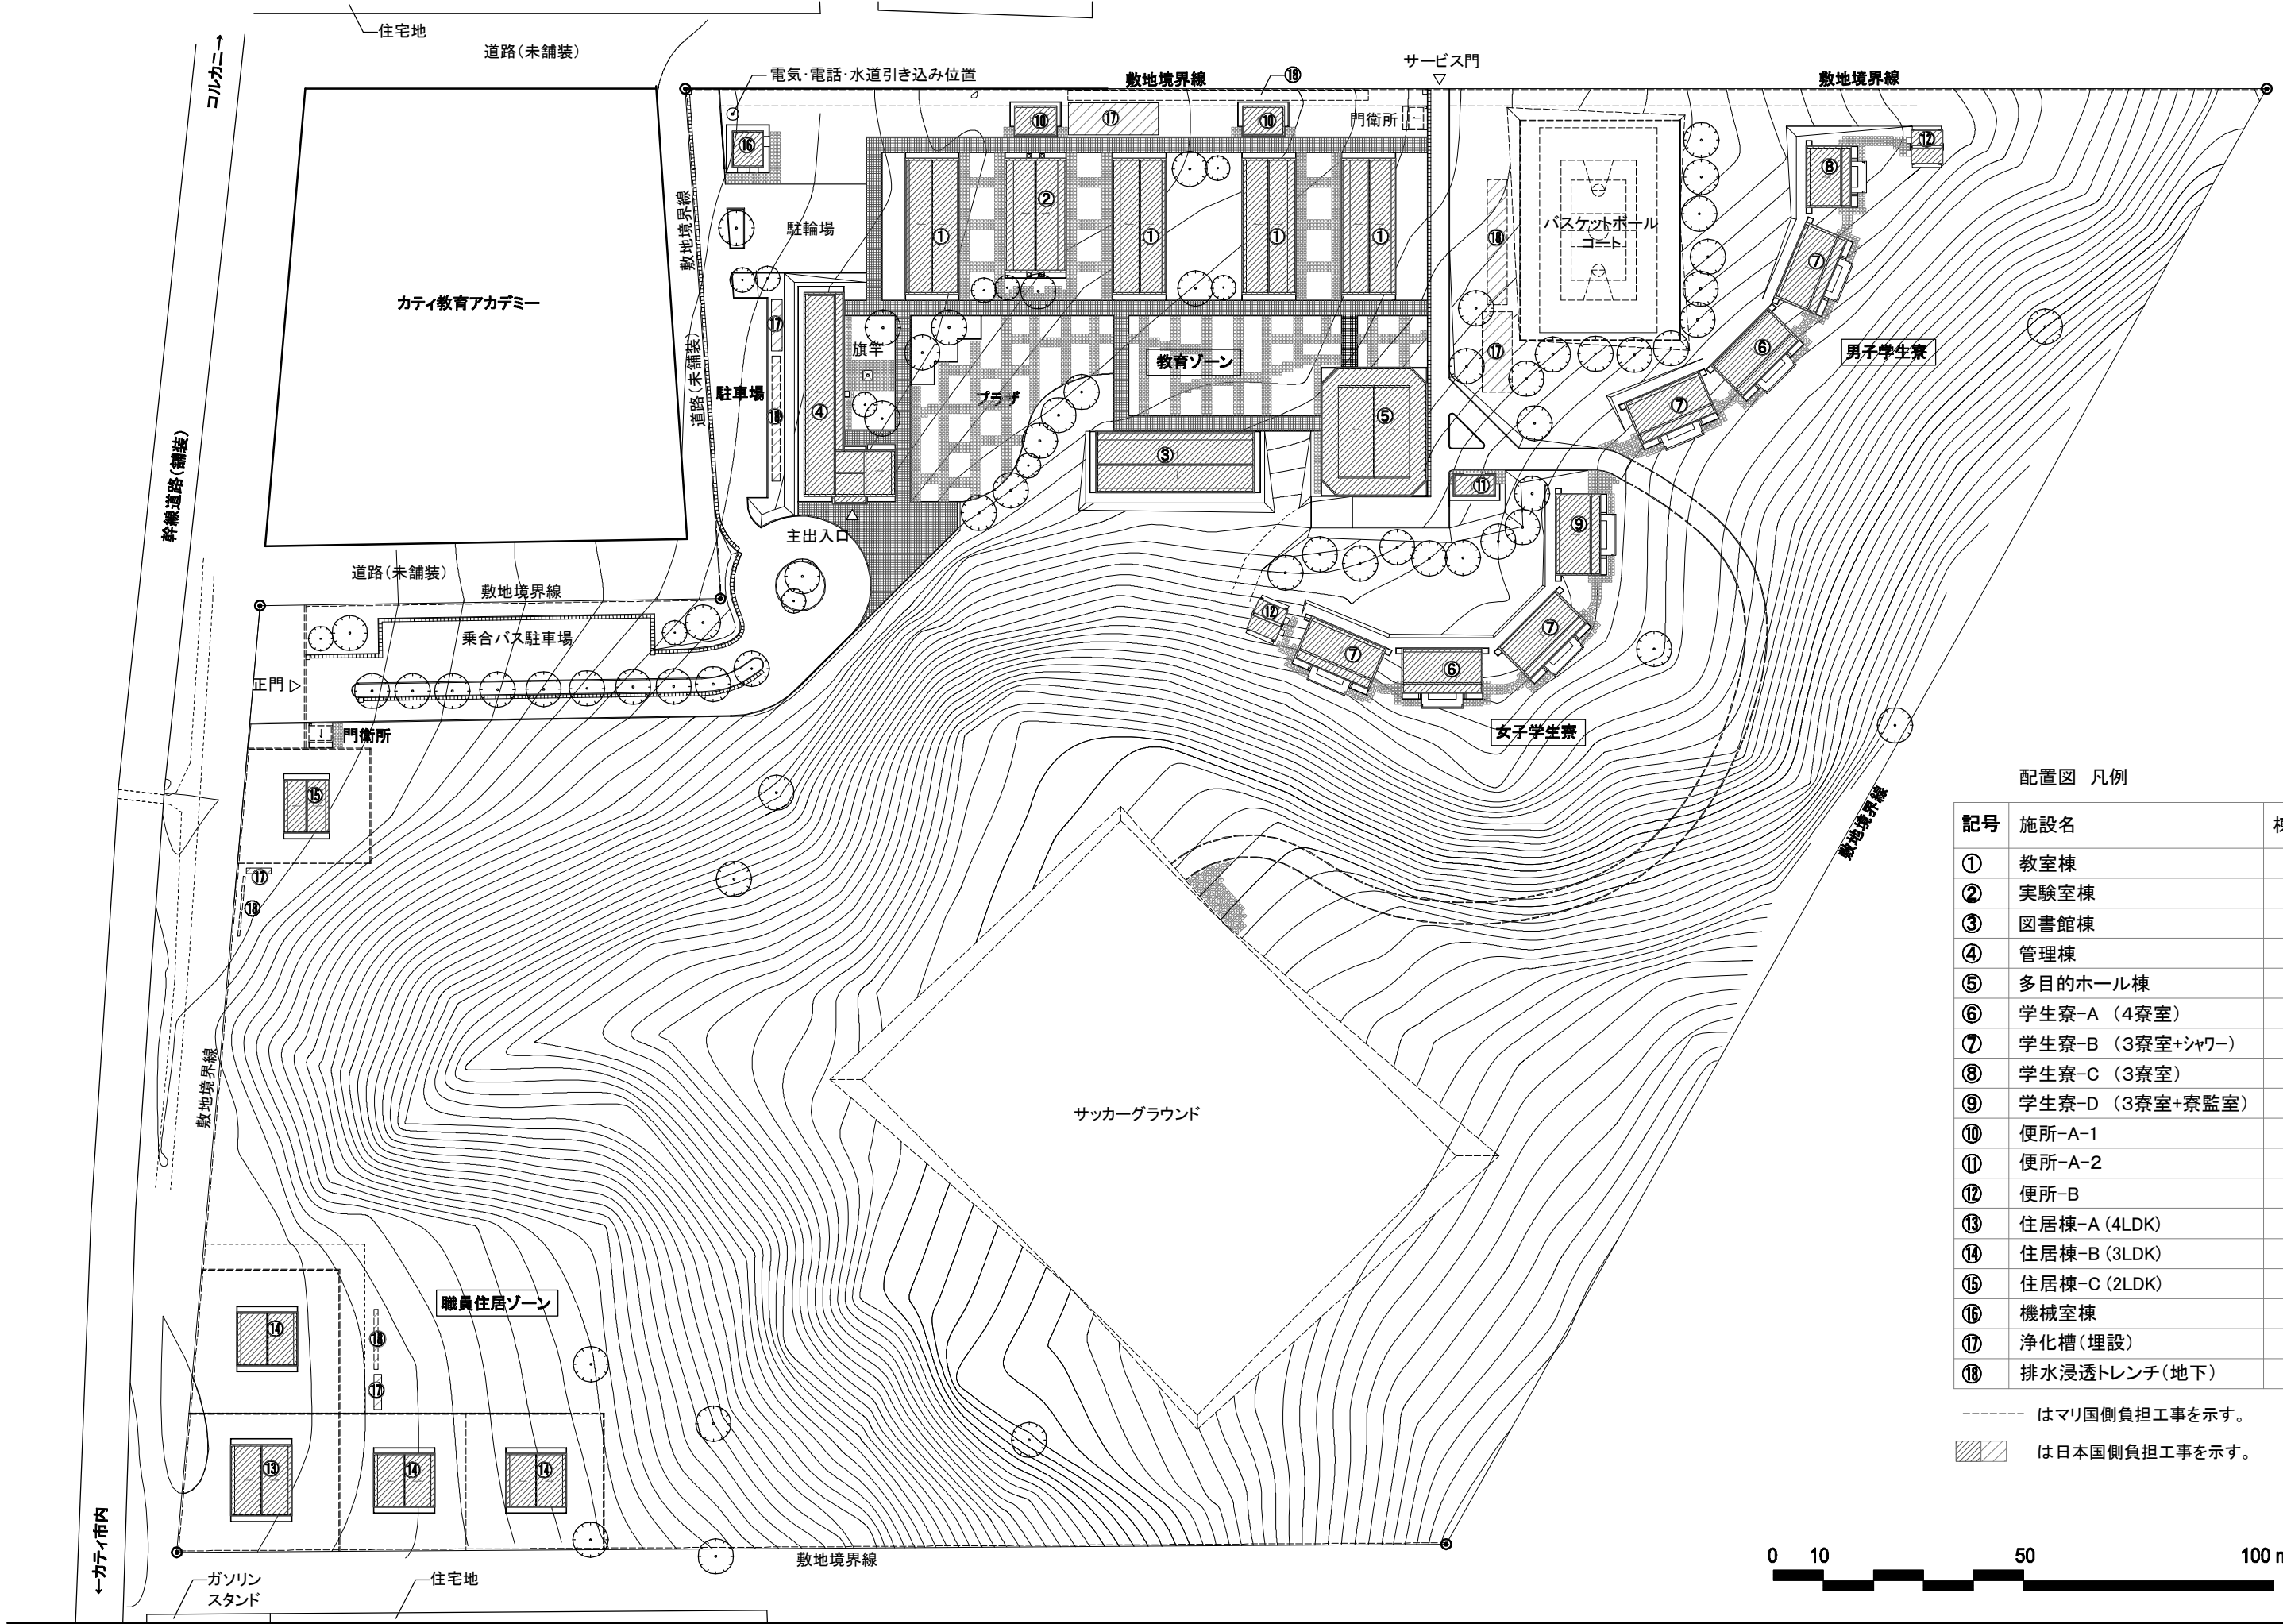 住宅地
道路(未舗装)
コルカニ→
電気・電話・水道引き込み位置
敷地境界線
⑱
サービス門
敷地境界線
⑩
⑰
⑩
門衛所
⑯
⑫
⑧
敷地境界線
駐輪場
①
②
①
①
①
⑱
バスケットボール
コート
⑦
カティ教育アカデミー
⑰
旗竿
教育ゾーン
⑥
男子学生寮
道路(未舗装)
駐車場
⑱
④
プラザ
⑤
⑰
⑦
幹線道路(舗装)
③
⑪
⑨
主出入口
道路(未舗装)
敷地境界線
乗合バス駐車場
⑫
⑦
⑥
⑦
正門
門衛所
女子学生寮
⑮
⑰
⑱
敷地境界線
敷地境界線
サッカーグラウンド
職員住居ゾーン
⑭
⑱
⑰
⑬
⑭
⑭
←カティ市内
敷地境界線
ガソリン
スタンド
住宅地
配置図 凡例
記号 施設名
① 教室棟
② 実験室棟
③ 図書館棟
④ 管理棟
⑤ 多目的ホール棟
⑥ 学生寮-A (4寮室)
⑦ 学生寮-B (3寮室+シャワー)
⑧ 学生寮-C (3寮室)
⑨ 学生寮-D (3寮室+寮監室)
⑩ 便所-A-1
⑪ 便所-A-2
⑫ 便所-B
⑬ 住居棟-A (4LDK)
⑭ 住居棟-B (3LDK)
⑮ 住居棟-C (2LDK)
⑯ 機械室棟
⑰ 浄化槽(埋設)
⑱ 排水浸透トレンチ(地下)
はマリ国側負担工事を示す。
は日本国側負担工事を示す。
0 10 50 100